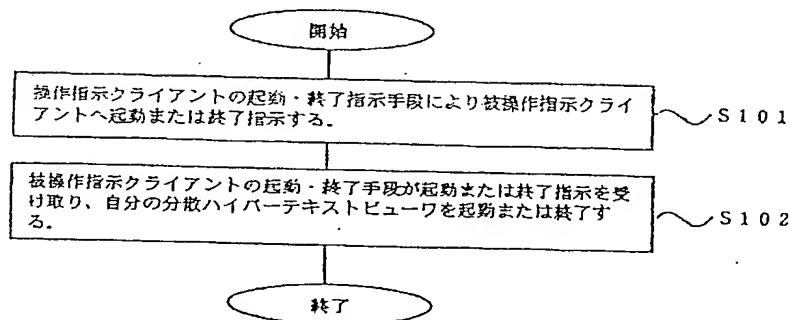 開始
操作指示クライアントの起動・終了指示手段により被操作指示クライ
アントへ起動または終了指示する。
S101
被操作指示クライアントの起動・終了手段が起動または終了指示を受
け取り、自分の分散ハイパーテキストビューワを起動または終了す
る。
S102
終了